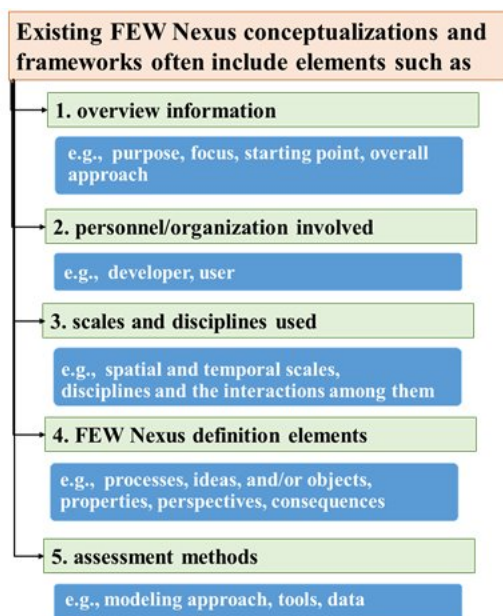 Existing FEW Nexus conceptualizations and
frameworks often include elements such as
1. overview information
e.g., purpose, focus, starting point, overall
approach
2. personnel/organization involved
e.g., developer, user
3. scales and disciplines used
e.g., spatial and temporal scales,
disciplines and the interactions among them
4. FEW Nexus definition elements
e.g., processes, ideas, and/or objects,
properties, perspectives, consequences
5. assessment methods
e.g., modeling approach, tools, data